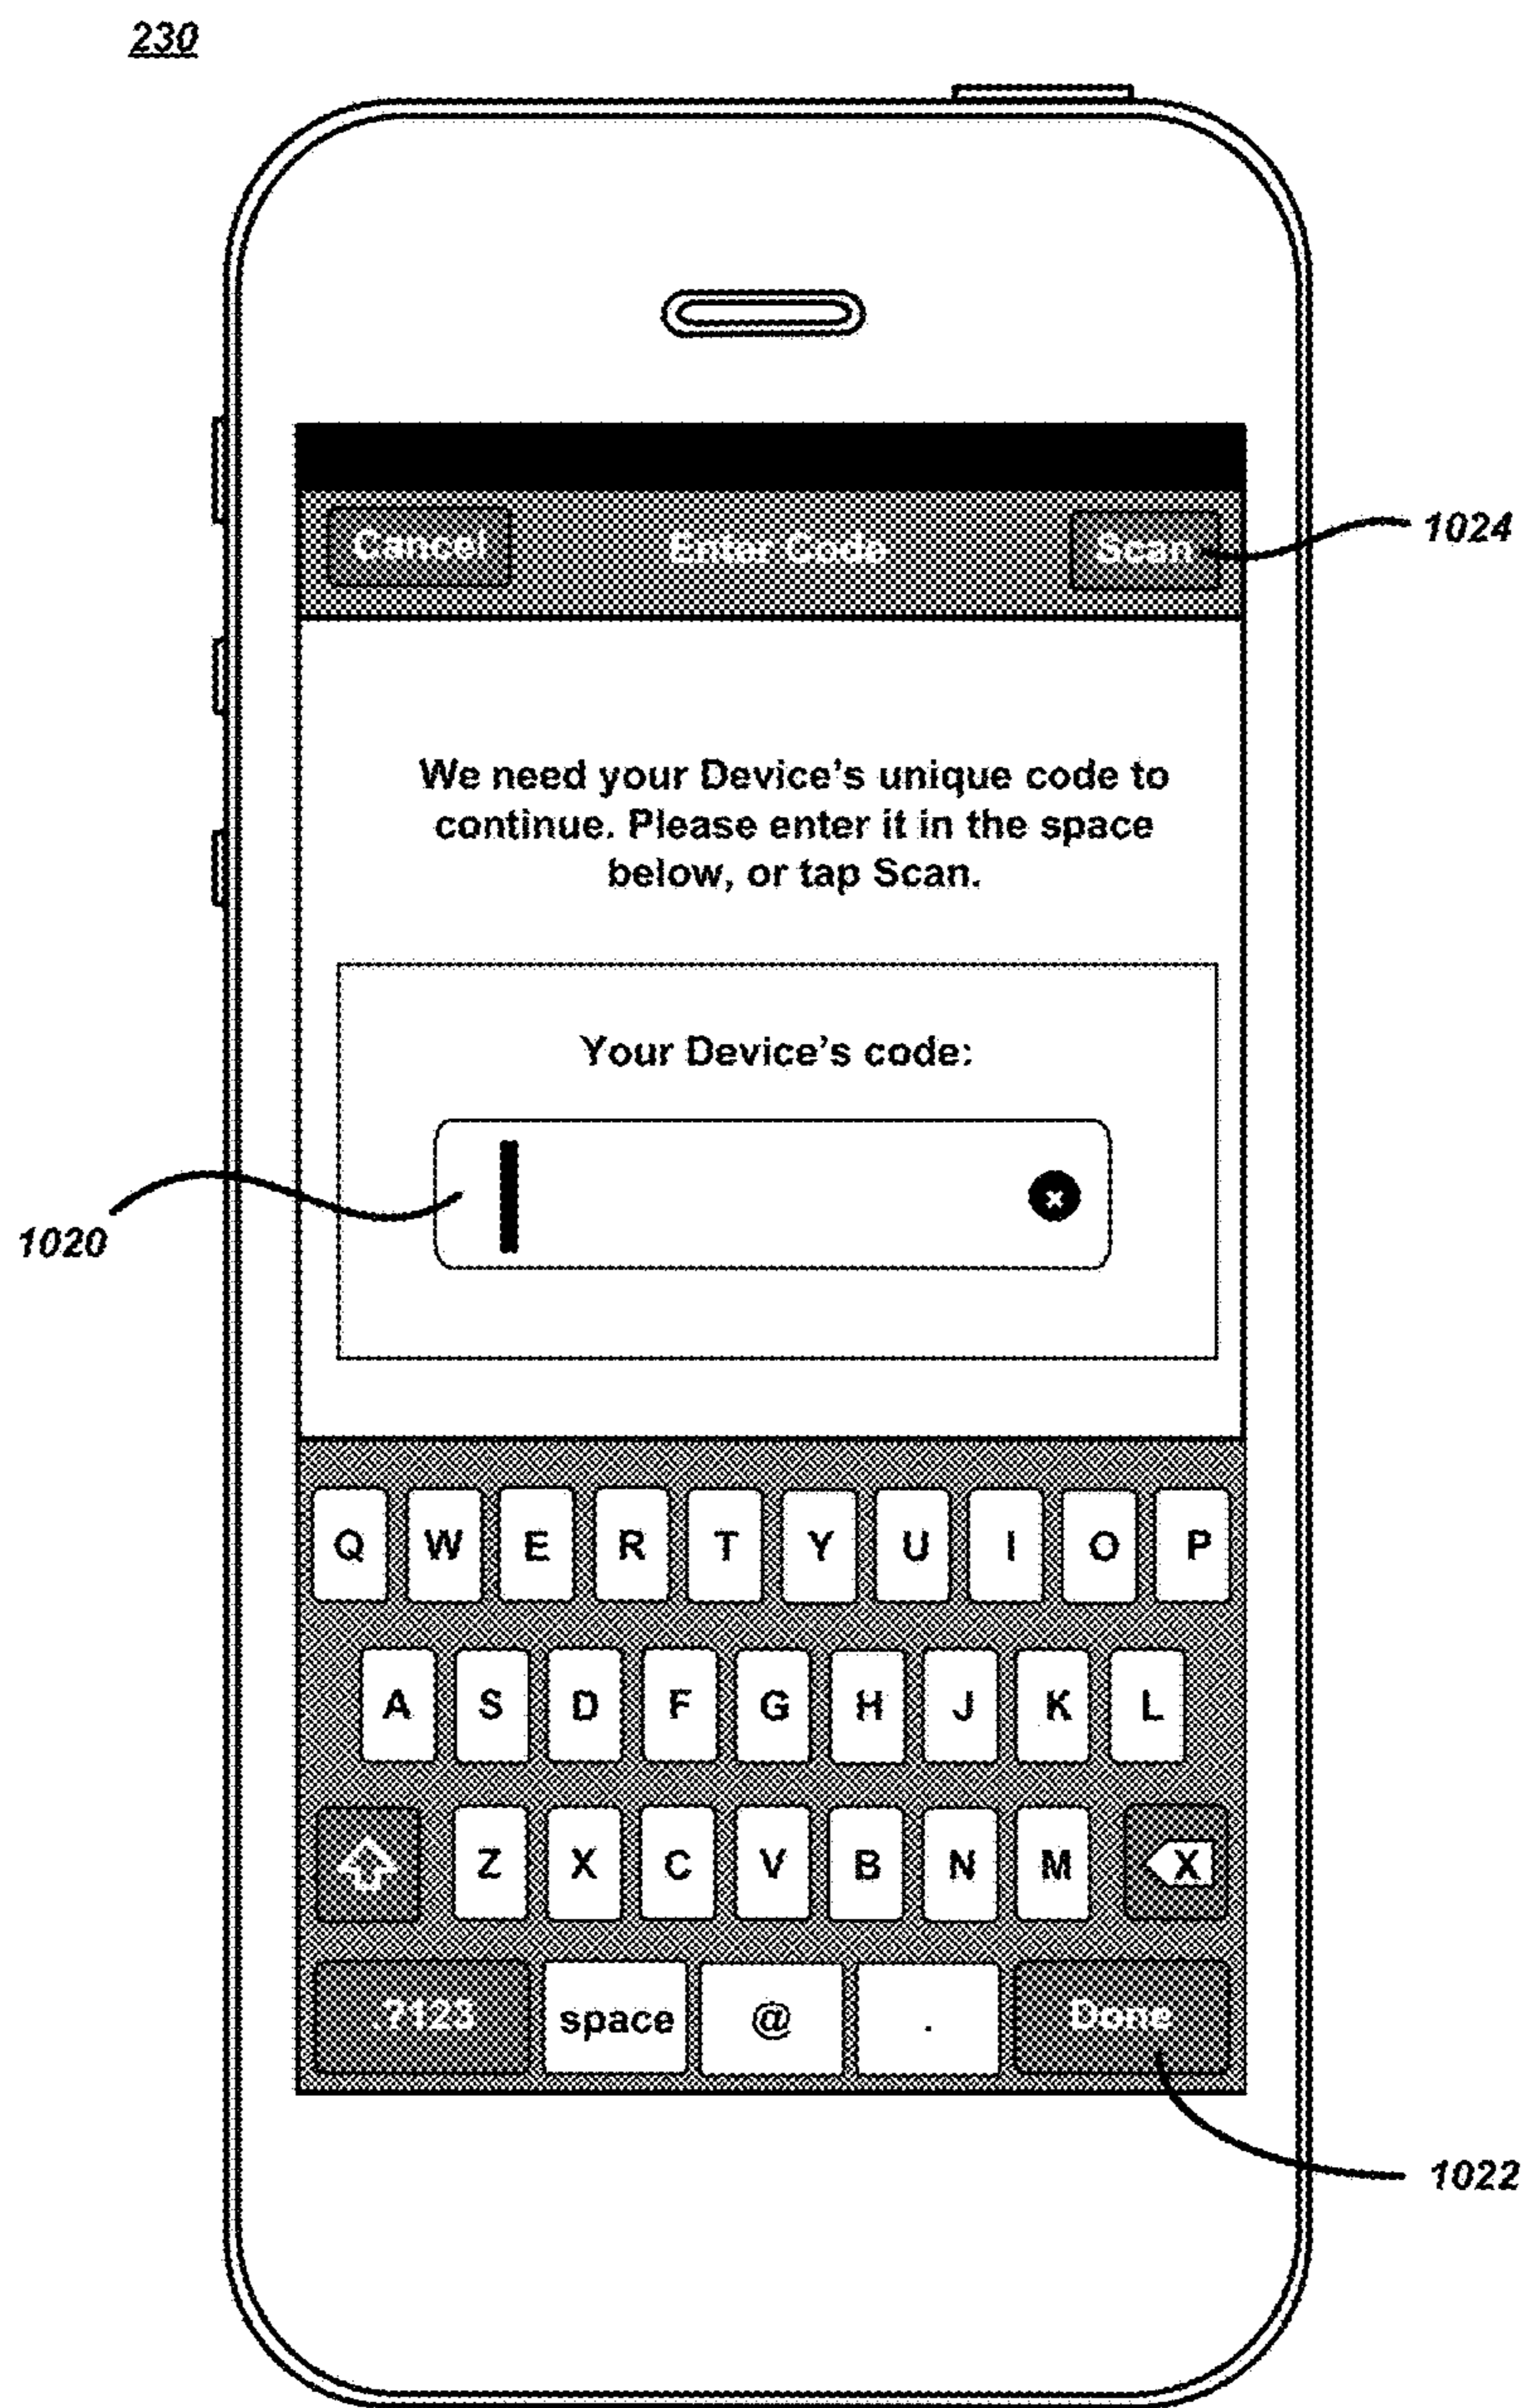 230
Cancel Enter Code Scan
1024
We need your Device's unique code to
continue. Please enter it in the space
below, or tap Scan.
Your Device's code:
1020
Q W E R T Y U I O P
A S D F G H J K L
Z X C V B N M X
.?123 space @ . Done
1022